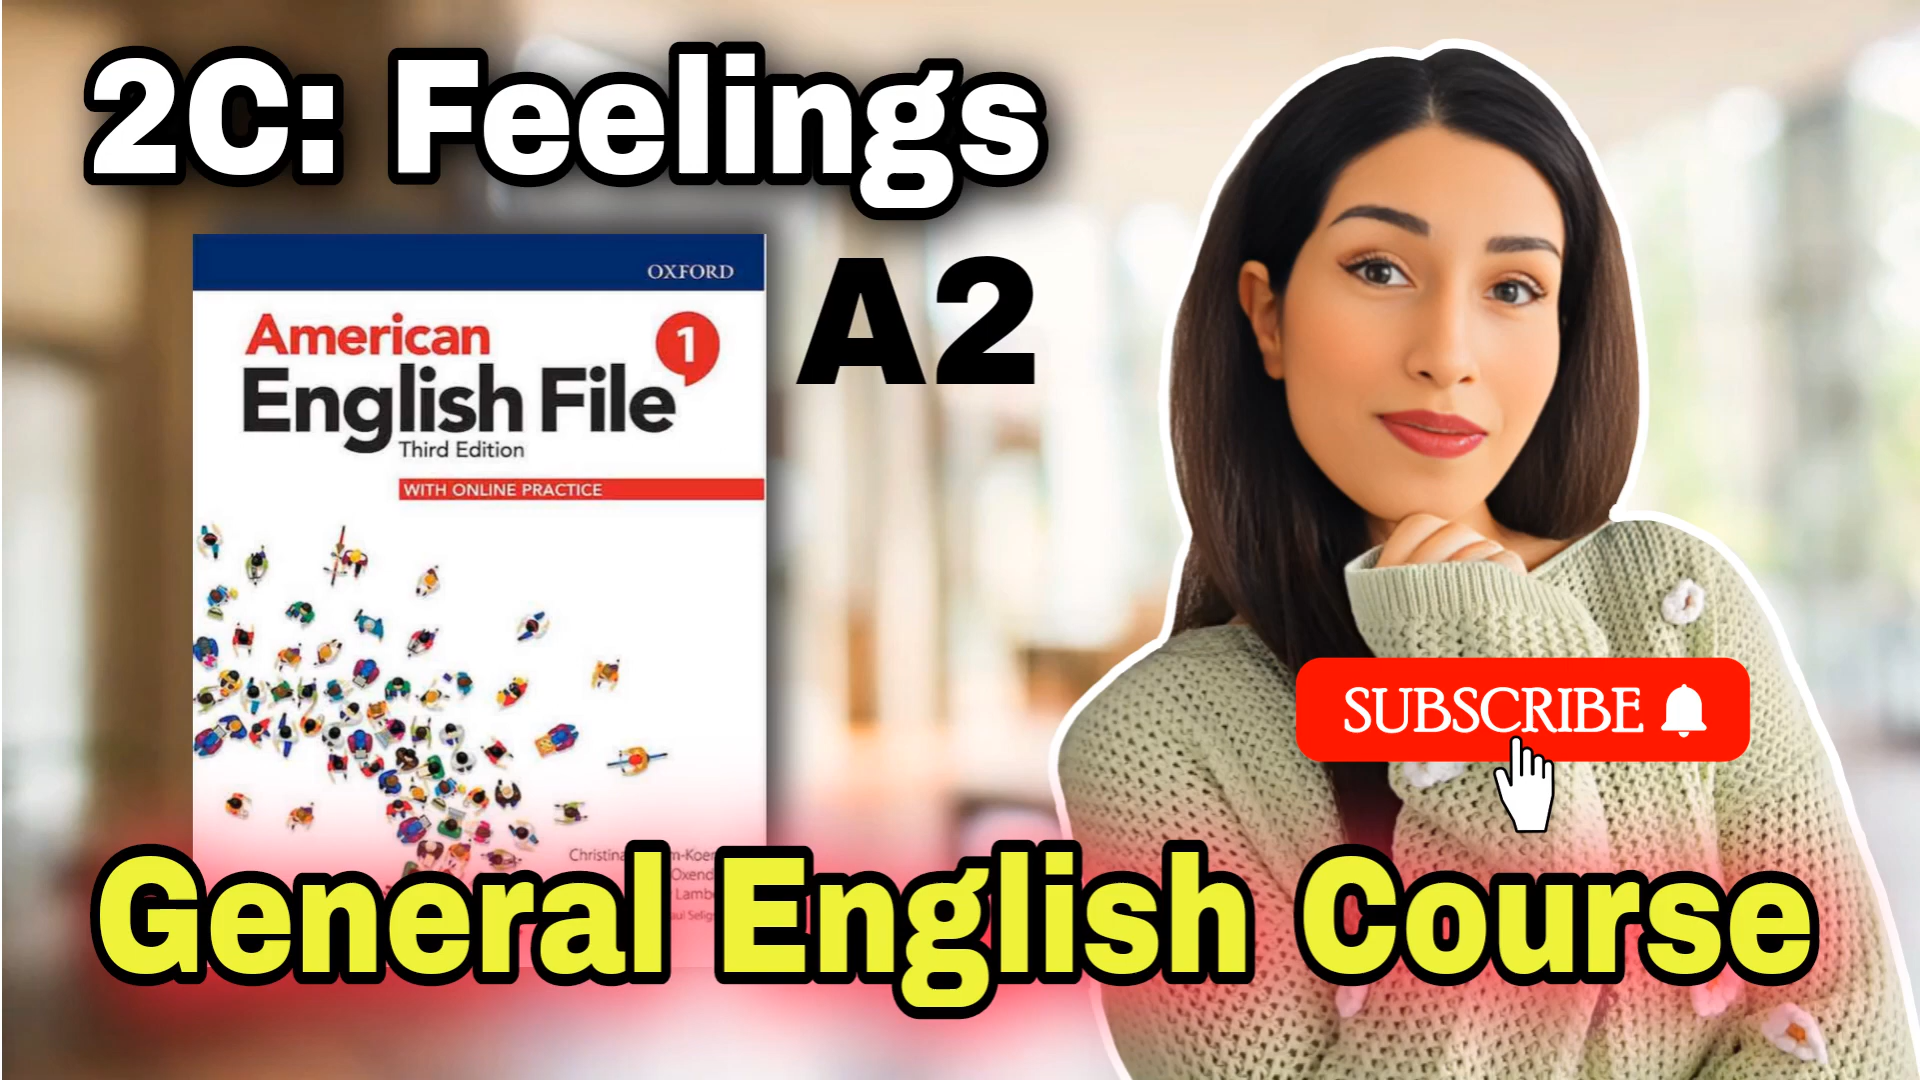 2C: Feelings
A2
OXFORD
American
1
English File
Third Edition
WITH ONLINE PRACTICE
SUBSCRIBE
General English Course